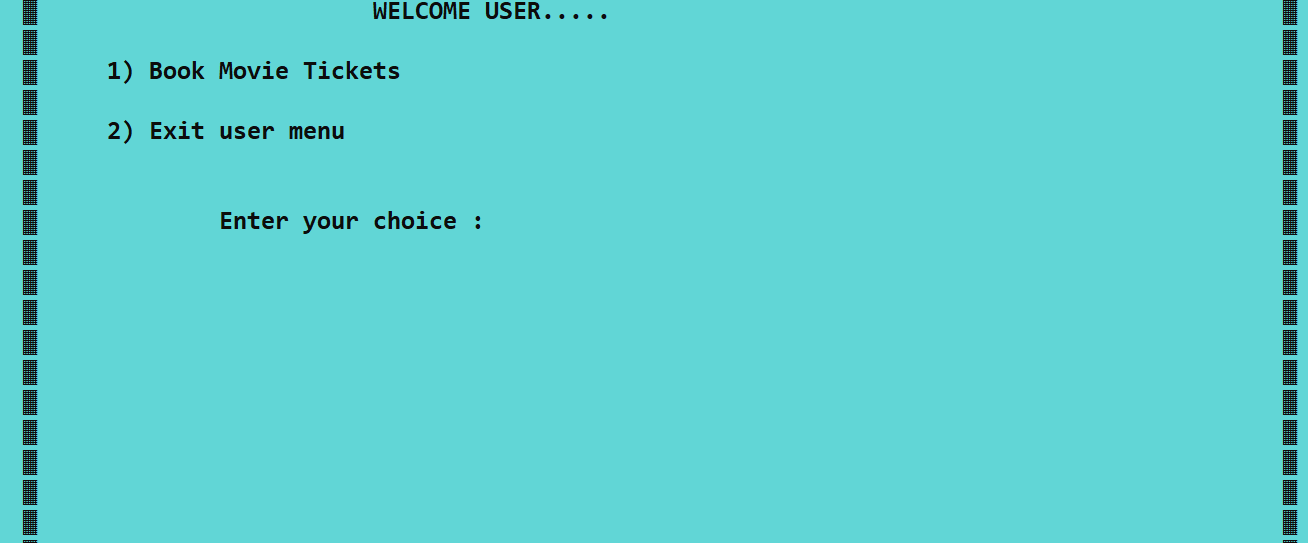 WELCOME USER.....
1) Book Movie Tickets
2) Exit user menu
Enter your choice :